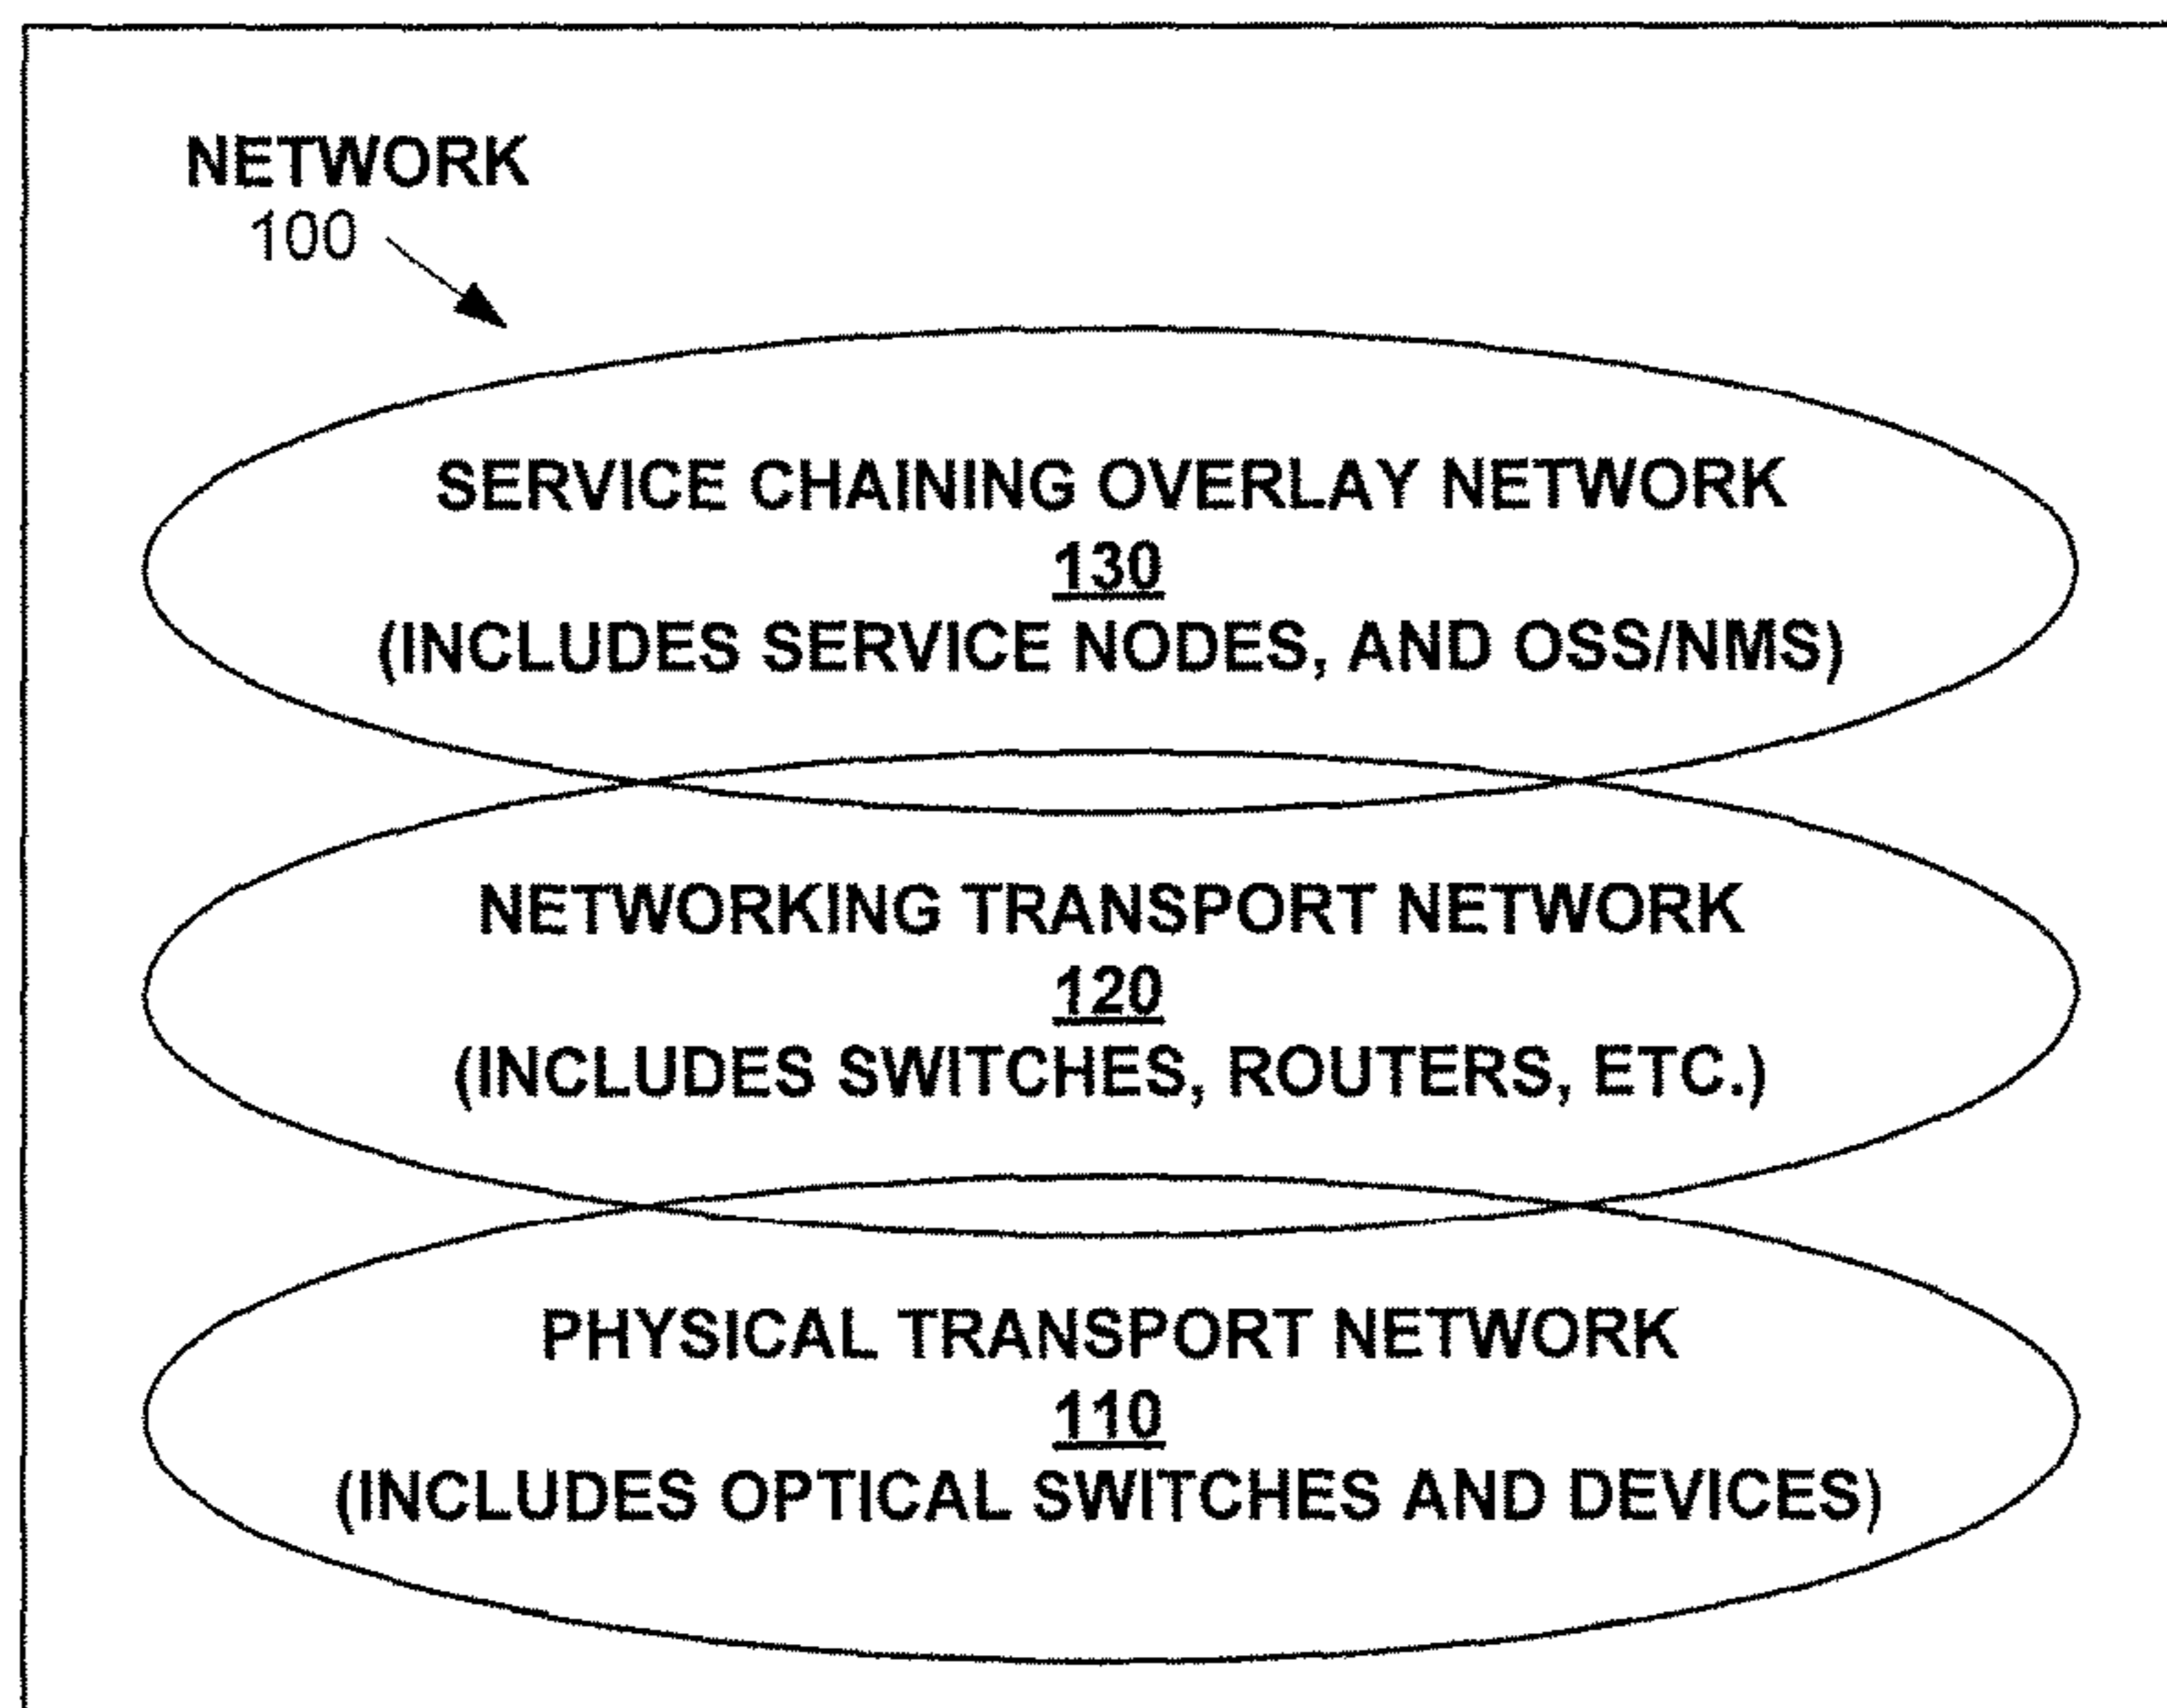 NETWORK
100
SERVICE CHAINING OVERLAY NETWORK
130
(INCLUDES SERVICE NODES, AND OSS/NMS)
NETWORKING TRANSPORT NETWORK
120
(INCLUDES SWITCHES, ROUTERS, ETC.)
PHYSICAL TRANSPORT NETWORK
110
(INCLUDES OPTICAL SWITCHES AND DEVICES)